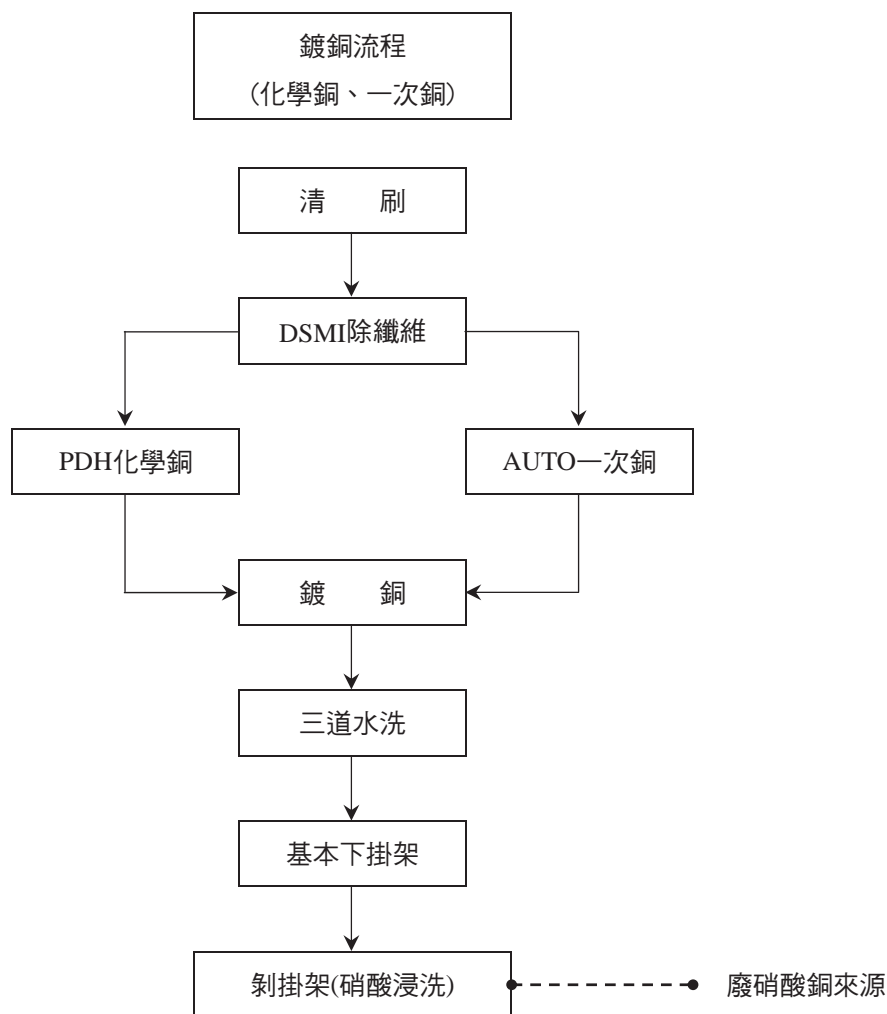 鍍銅流程
(化學銅、一次銅)
清　　刷
DSMI除纖維
PDH化學銅
AUTO一次銅
鍍　　銅
三道水洗
基本下掛架
剝掛架(硝酸浸洗)
廢硝酸銅來源